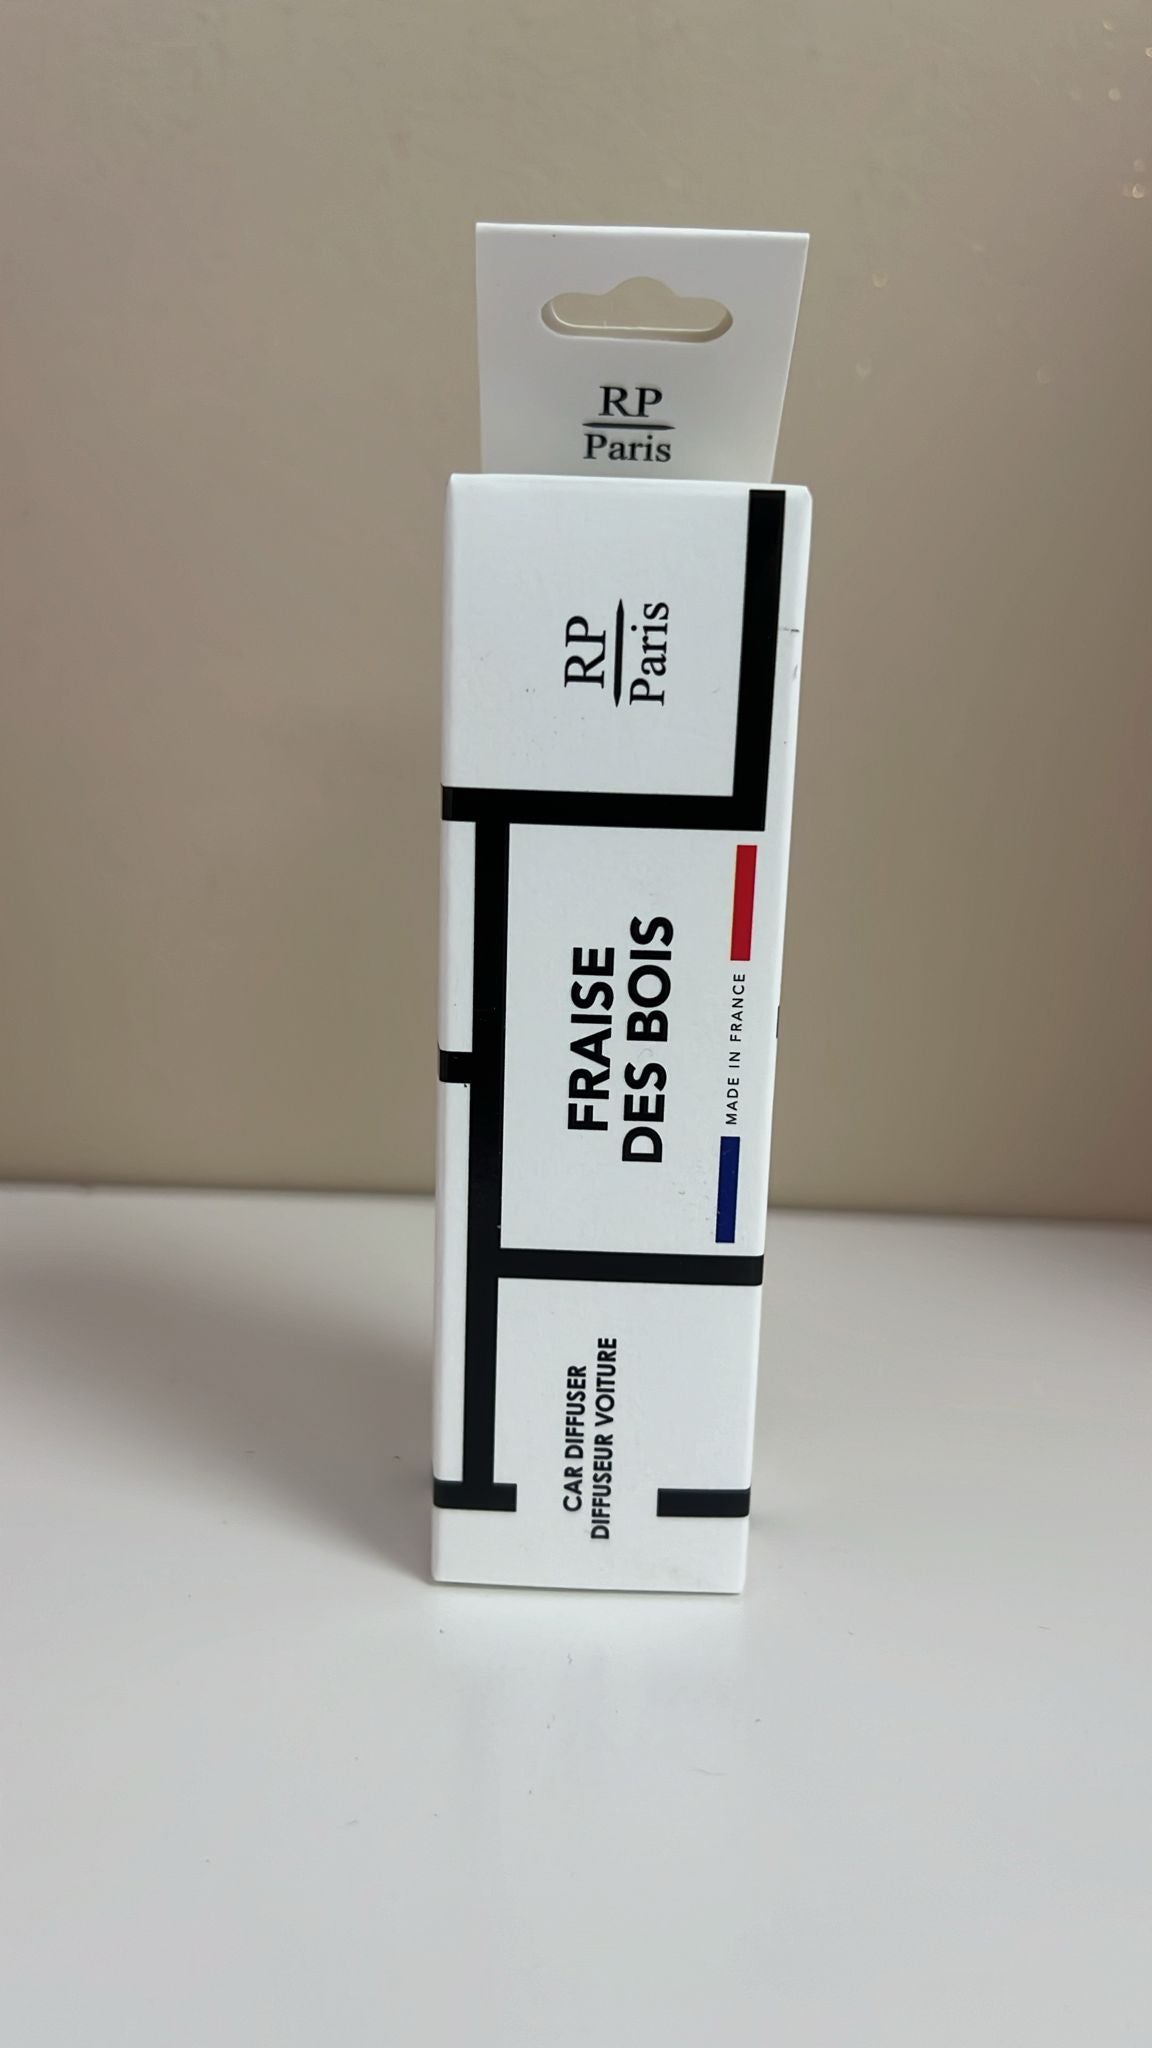 RP
Paris
RP
Paris
FRAISE
DES BOIS
MADE IN FRANCE
CAR DIFFUSER
DIFFUSEUR VOITURE